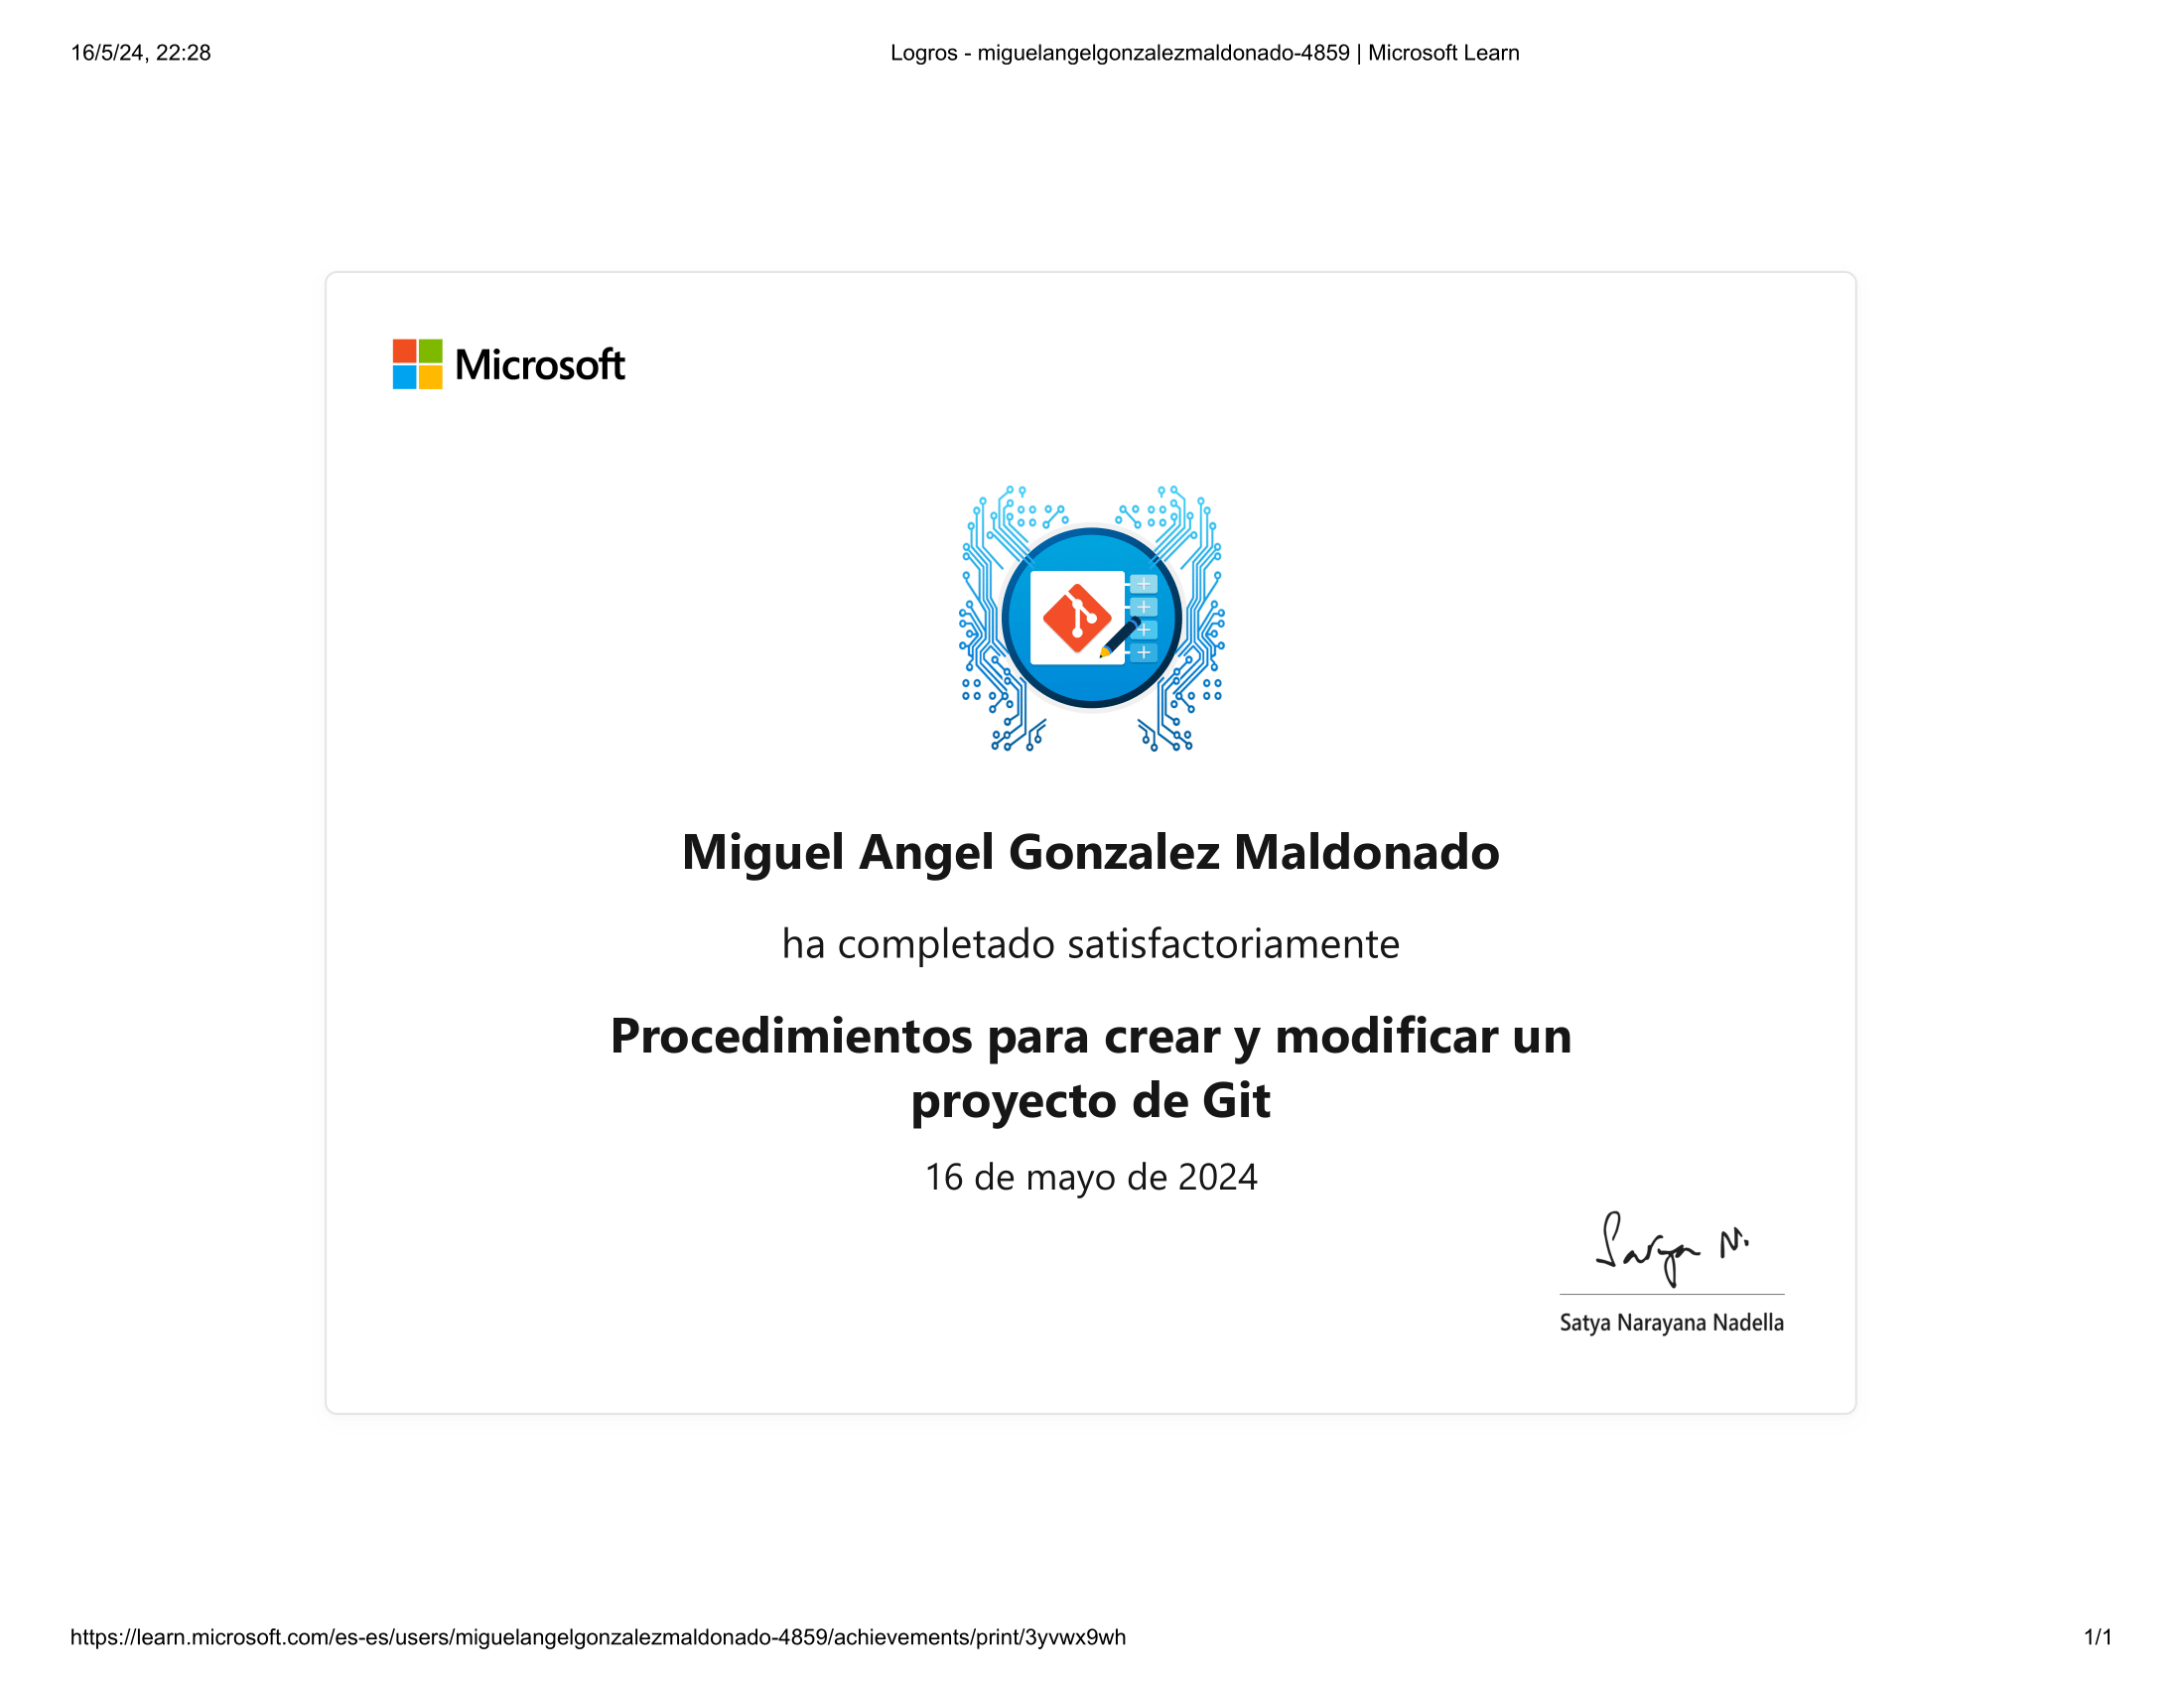 16/5/24, 22:28
Logros - miguelangelgonzalezmaldonado-4859 | Microsoft Learn
Microsoft
Miguel Angel Gonzalez Maldonado
ha completado satisfactoriamente
Procedimientos para crear y modificar un
proyecto de Git
16 de mayo de 2024
Satya N.
Satya Narayana Nadella
https://learn.microsoft.com/es-es/users/miguelangelgonzalezmaldonado-4859/achievements/print/3yvwx9wh
1/1